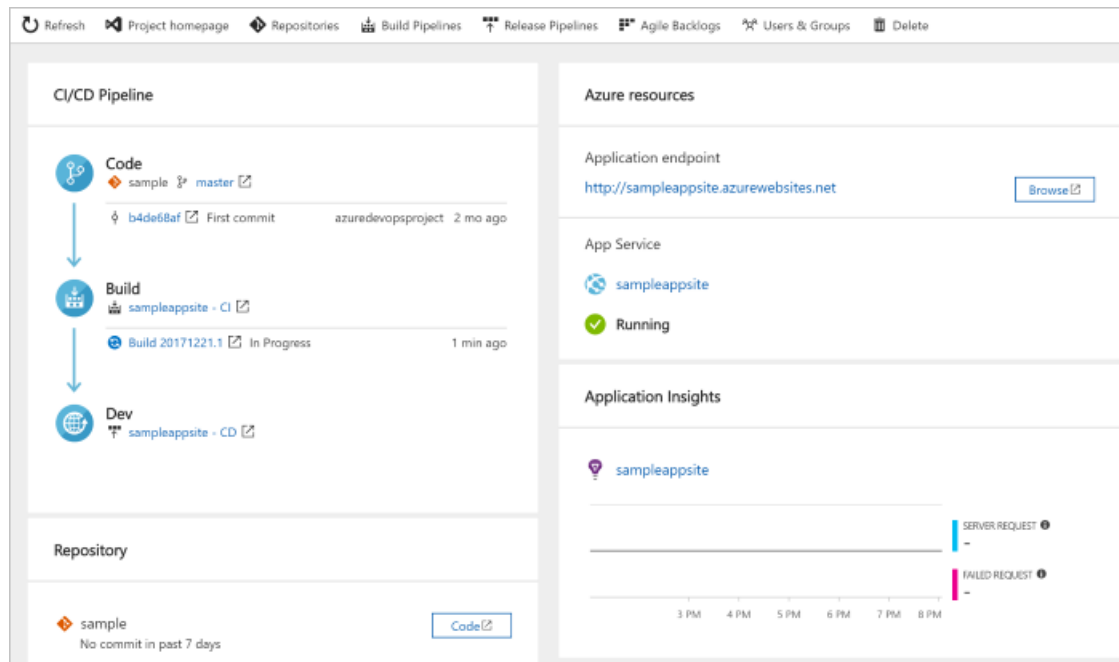 Refresh Project homepage Repositories Build Pipelines Release Pipelines Agile Backlogs Users & Groups Delete
CI/CD Pipeline
Code
sample master
b4de68af First commit azuredevopsproject 2 mo ago
Build
sampleappsite - CI
Build 20171221.1 In Progress 1 min ago
Dev
sampleappsite - CD
Repository
sample
No commit in past 7 days
Code
Azure resources
Application endpoint
http://sampleappsite.azurewebsites.net
Browse
App Service
sampleappsite
Running
Application Insights
sampleappsite
SERVER REQUEST
--
FAILED REQUEST
--
3 PM 4 PM 5 PM 6 PM 7 PM 8 PM